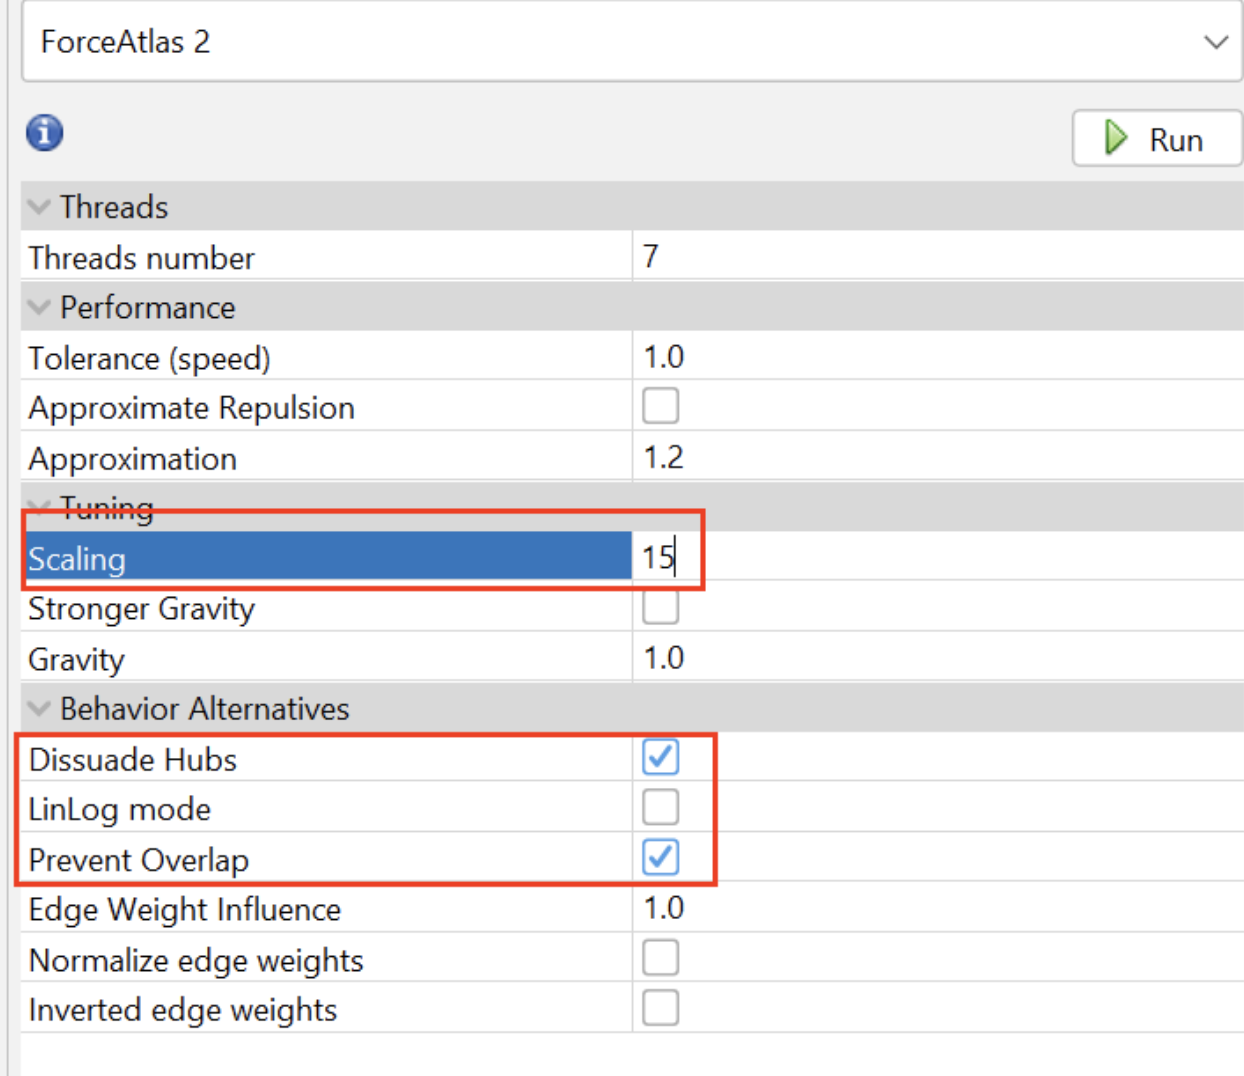 ForceAtlas 2
Run
Threads
Threads number 7
Performance
Tolerance (speed) 1.0
Approximate Repulsion
Approximation 1.2
Tuning
Scaling 15
Stronger Gravity
Gravity 1.0
Behavior Alternatives
Dissuade Hubs
LinLog mode
Prevent Overlap
Edge Weight Influence 1.0
Normalize edge weights
Inverted edge weights